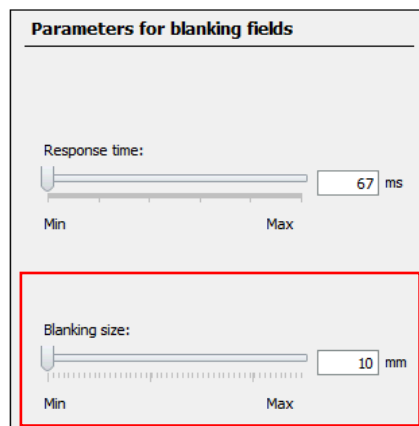 Parameters for blanking fields
Response time:
67 ms
Min Max
Blanking size:
10 mm
Min Max